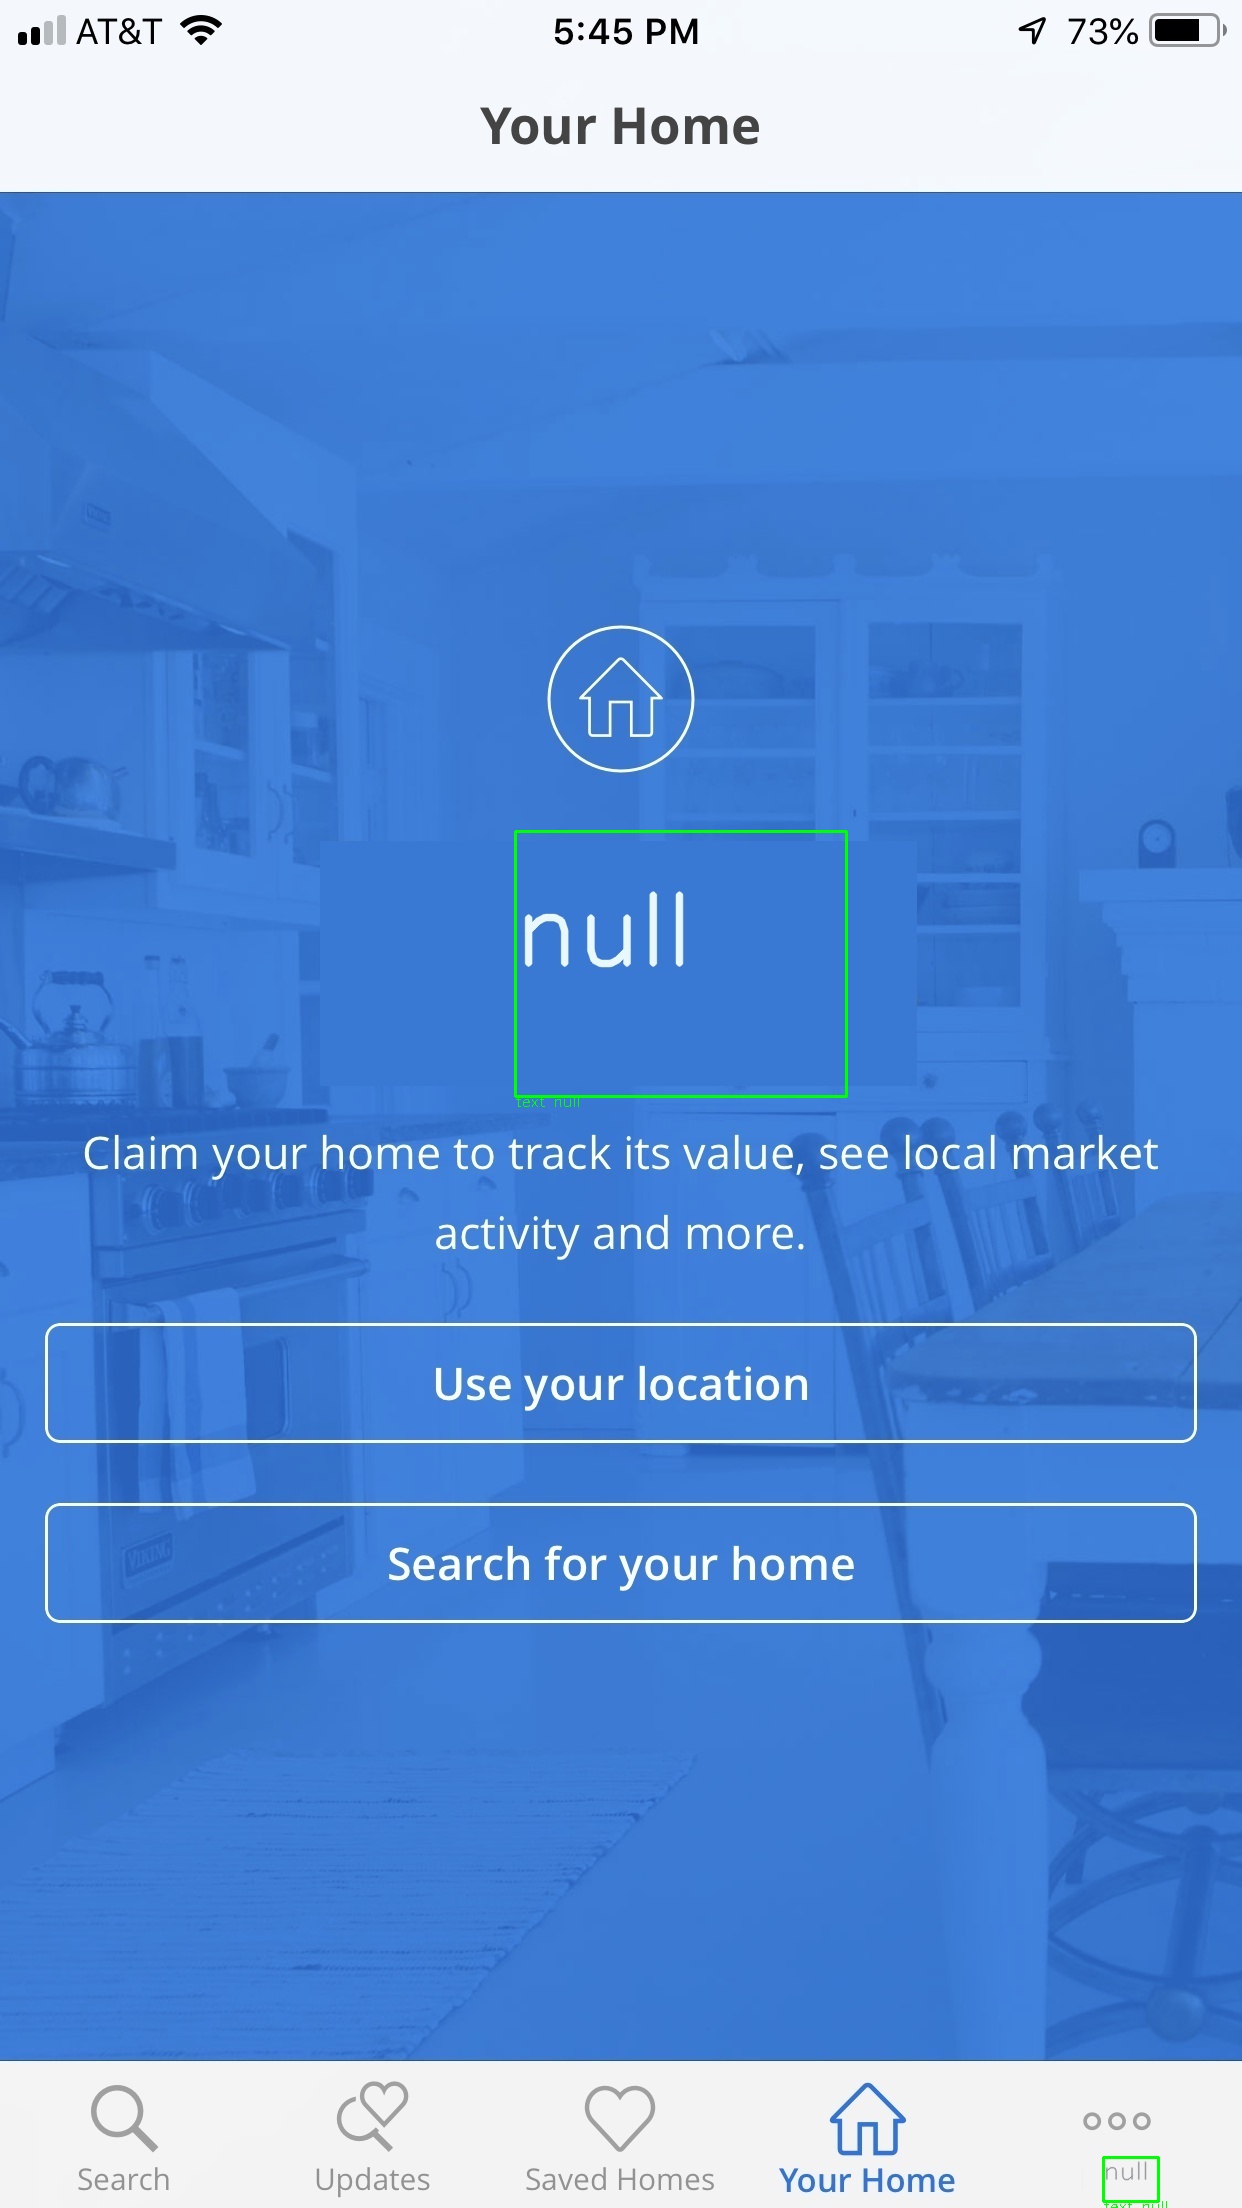 AT&T 5:45 PM 73%
Your Home
null
text null
Claim your home to track its value, see local market
activity and more.
Use your location
VIKING
Search for your home
Search Updates Saved Homes Your Home null
text null